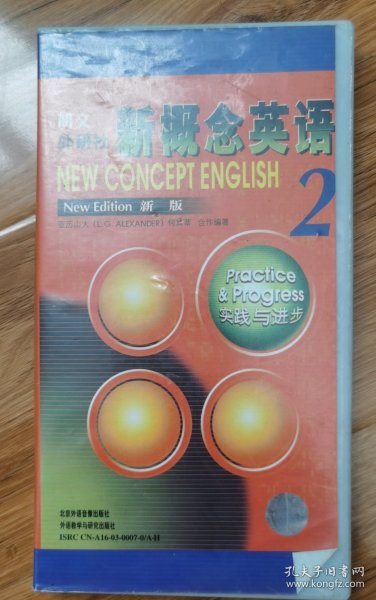 朗文
外研社
新概念英语
NEW CONCEPT ENGLISH
2
New Edition 新 版
亚历山大 (L.G. ALEXANDER) 何其莘 合作编著
Practice
& Progress
实践与进步
北京外语音像出版社
外语教学与研究出版社
ISRC CN-A16-03-0007-0/A·H
孔夫子旧书网
www.kongfz.com